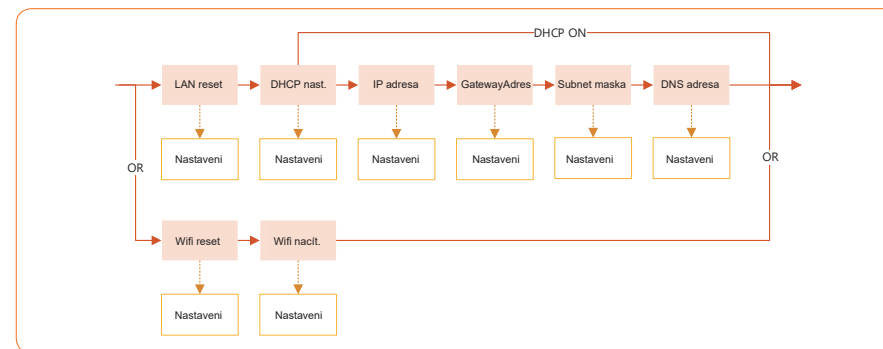 DHCP ON
LAN reset
DHCP nast.
IP adresa
GatewayAdres
Subnet maska
DNS adresa
Nastaveni
Nastaveni
Nastaveni
Nastaveni
Nastaveni
Nastaveni
OR
OR
Wifi reset
Wifi nacít.
Nastaveni
Nastaveni